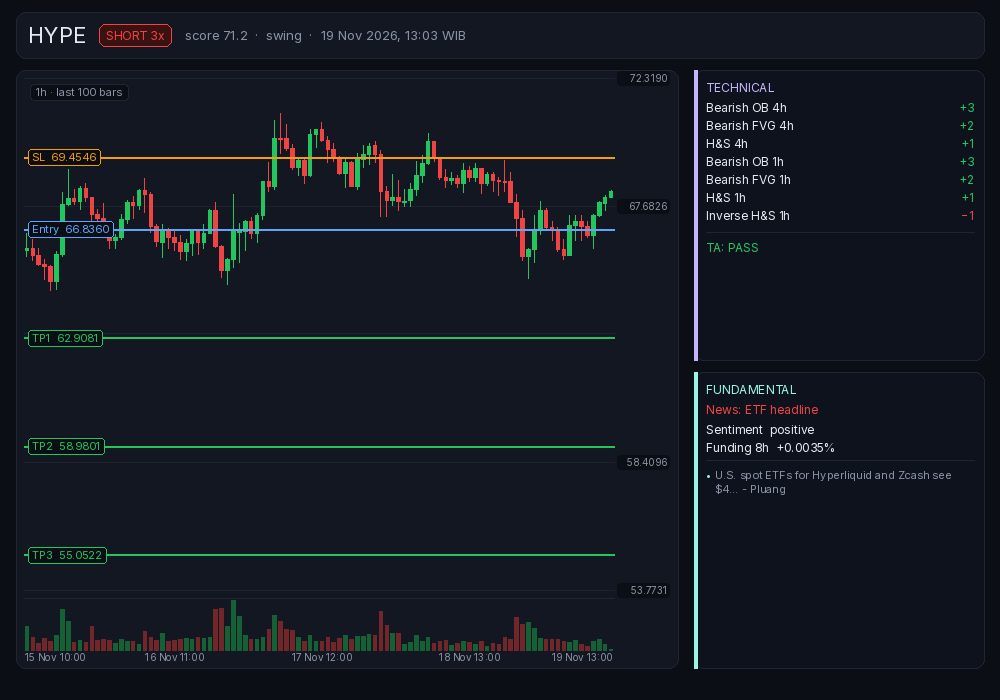 HYPE SHORT 3x score 71.2 · swing · 19 Nov 2026, 13:03 WIB
1h · last 100 bars
72.3190
SL 69.4546
67.6826
Entry 66.8360
TP1 62.9081
TP2 58.9801
58.4096
TP3 55.0522
53.7731
15 Nov 10:00 16 Nov 11:00 17 Nov 12:00 18 Nov 13:00 19 Nov 13:00
TECHNICAL
Bearish OB 4h +3
Bearish FVG 4h +2
H&S 4h +1
Bearish OB 1h +3
Bearish FVG 1h +2
H&S 1h +1
Inverse H&S 1h −1
TA: PASS
FUNDAMENTAL
News: ETF headline
Sentiment positive
Funding 8h +0.0035%
• U.S. spot ETFs for Hyperliquid and Zcash see
$4... - Pluang